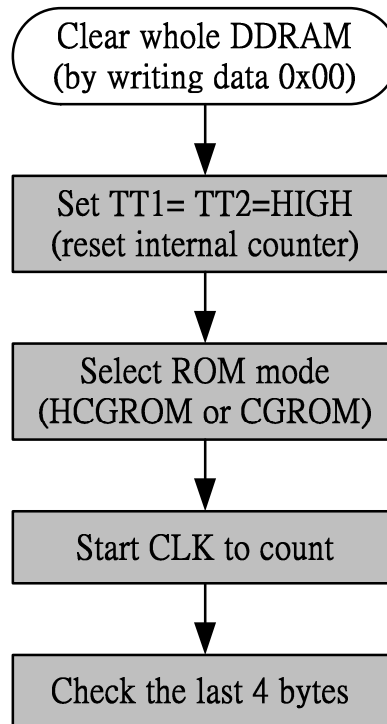 Clear whole DDRAM
(by writing data 0x00)
Set TT1= TT2=HIGH
(reset internal counter)
Select ROM mode
(HCGROM or CGROM)
Start CLK to count
Check the last 4 bytes